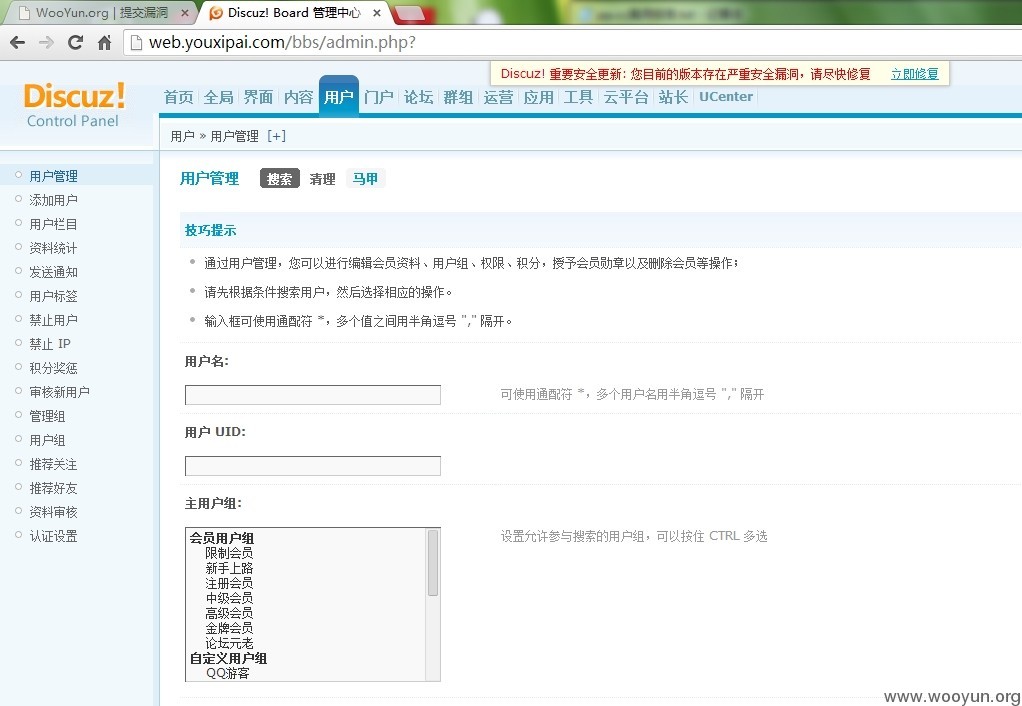 WooYun.org | 提交漏洞 × Discuz! Board 管理中心 ×
web.youxipai.com/bbs/admin.php?
Discuz! 重要安全更新: 您目前的版本存在严重安全漏洞，请尽快修复 立即修复
Discuz!
Control Panel
首页 全局 界面 内容 用户 门户 论坛 群组 运营 应用 工具 云平台 站长 UCenter
用户 » 用户管理 [+]
用户管理
添加用户
用户栏目
资料统计
发送通知
用户标签
禁止用户
禁止 IP
积分奖惩
审核新用户
管理组
用户组
推荐关注
推荐好友
资料审核
认证设置
用户管理 搜索 清理 马甲
技巧提示
通过用户管理，您可以进行编辑会员资料、用户组、权限、积分，授予会员勋章以及删除会员等操作；
请先根据条件搜索用户，然后选择相应的操作。
输入框可使用通配符 *，多个值之间用半角逗号 "," 隔开。
用户名:
可使用通配符 *，多个用户名用半角逗号 "," 隔开
用户 UID:
主用户组:
设置允许参与搜索的用户组，可以按住 CTRL 多选
会员用户组
限制会员
新手上路
注册会员
中级会员
高级会员
金牌会员
论坛元老
自定义用户组
QQ游客
www.wooyun.org